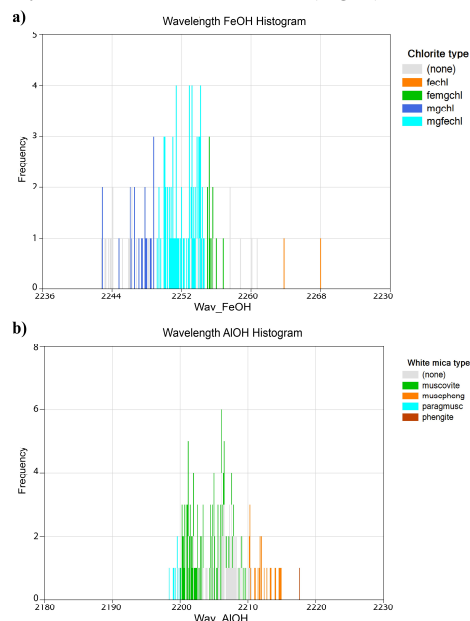 a)
Wavelength FeOH Histogram
Chlorite type
(none)
fechl
femgchl
mgchl
mgfechl
Frequency
5
4
3
2
1
0
2236 2244 2252 2260 2268 2230
Wav_FeOH
b)
Wavelength AlOH Histogram
White mica type
(none)
muscovite
muscpheng
paragmusc
phengite
Frequency
8
6
4
2
0
2180 2190 2200 2210 2220 2230
Wav_AlOH